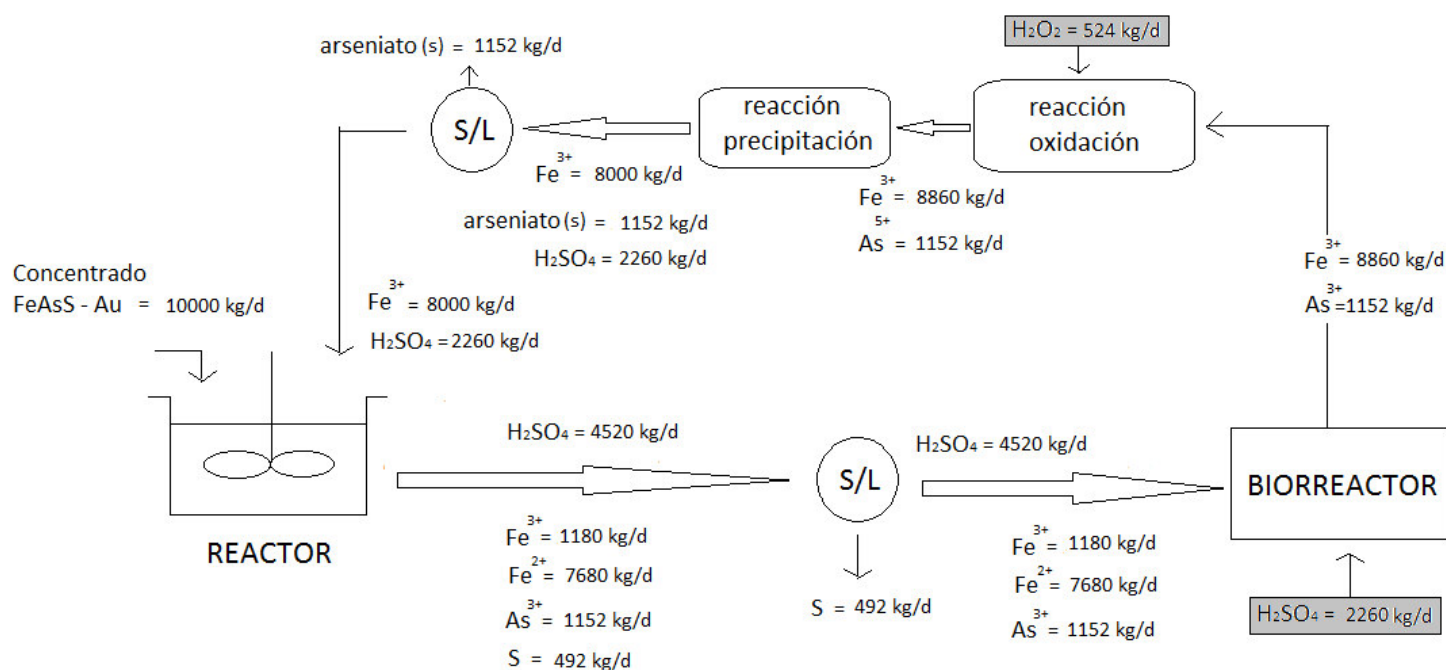 H₂O₂ = 524 kg/d
arseniato (s) = 1152 kg/d
reacción
oxidación
reacción
precipitación
S/L
Fe³⁺ = 8000 kg/d
arseniato (s) = 1152 kg/d
H₂SO₄ = 2260 kg/d
Fe³⁺ = 8860 kg/d
As⁵⁺ = 1152 kg/d
Fe³⁺ = 8860 kg/d
As³⁺ =1152 kg/d
Concentrado
FeAsS - Au = 10000 kg/d
Fe³⁺ = 8000 kg/d
H₂SO₄ =2260 kg/d
REACTOR
H₂SO₄ = 4520 kg/d
Fe³⁺ = 1180 kg/d
Fe²⁺ = 7680 kg/d
As³⁺ = 1152 kg/d
S = 492 kg/d
S/L
S = 492 kg/d
H₂SO₄ = 4520 kg/d
Fe³⁺ = 1180 kg/d
Fe²⁺ = 7680 kg/d
As³⁺ = 1152 kg/d
BIORREACTOR
H₂SO₄ = 2260 kg/d